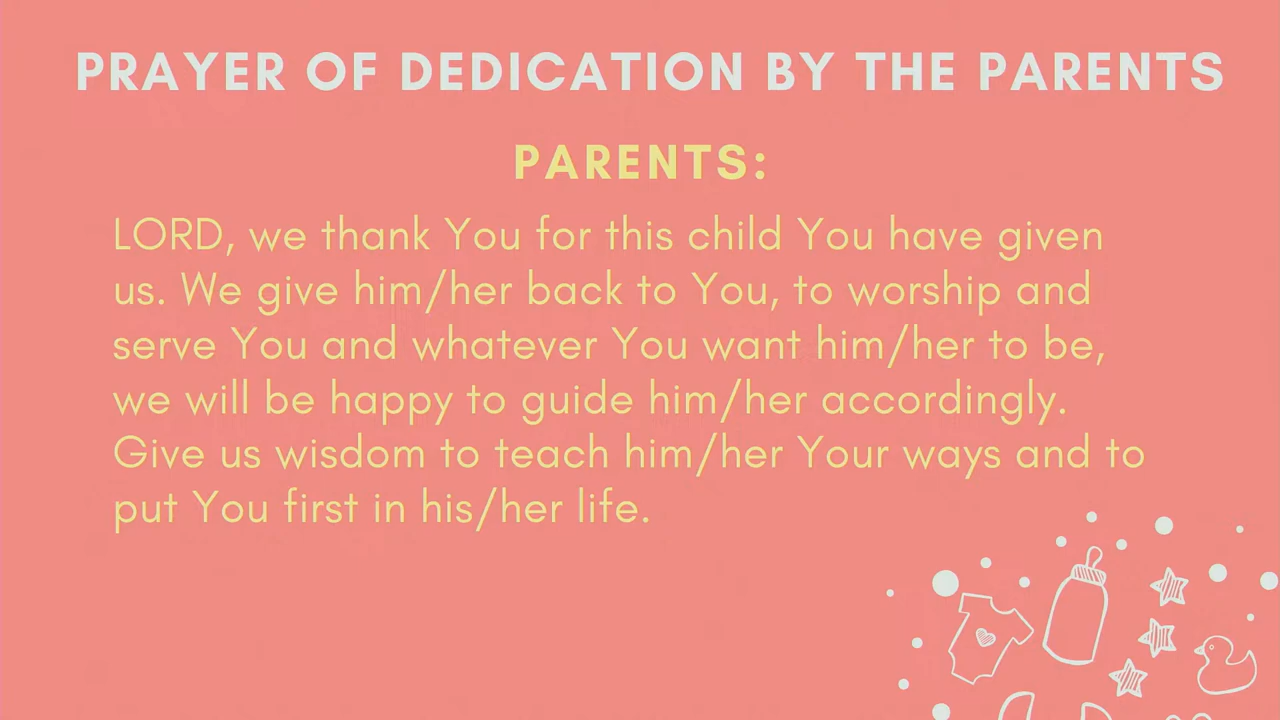 PRAYER OF DEDICATION BY THE PARENTS
PARENTS:
LORD, we thank You for this child You have given
us. We give him/her back to You, to worship and
serve You and whatever You want him/her to be,
we will be happy to guide him/her accordingly.
Give us wisdom to teach him/her Your ways and to
put You first in his/her life.